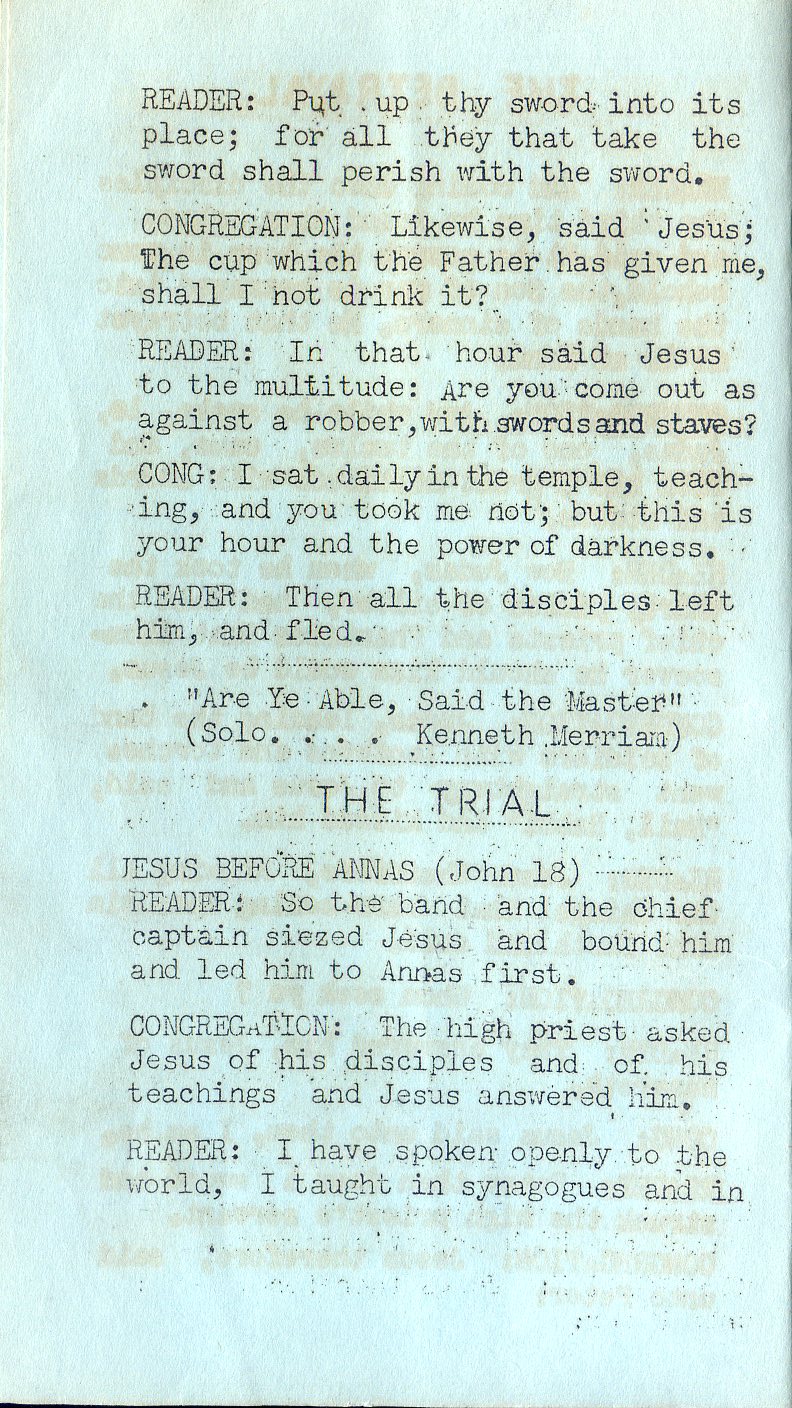 READER: Put up thy sword into its
place; for all they that take the
sword shall perish with the sword.
CONGREGATION: Likewise, said Jesus;
The cup which the Father has given me,
shall I not drink it?
READER: In that hour said Jesus
to the multitude: Are you come out as
against a robber,with swords and staves?
CONG: I sat daily in the temple, teach-
ing, and you took me not; but this is
your hour and the power of darkness.
READER: Then all the disciples left
him, and fled.
"Are Ye Able, Said the Master"
(Solo. . . . Kenneth Merriam)
THE TRIAL
JESUS BEFORE ANNAS (John 18)
READER: So the band and the chief
captain siezed Jesus and bound him
and led him to Annas first.
CONGREGATION: The high priest asked
Jesus of his disciples and of his
teachings and Jesus answered him.
READER: I have spoken openly to the
world, I taught in synagogues and in